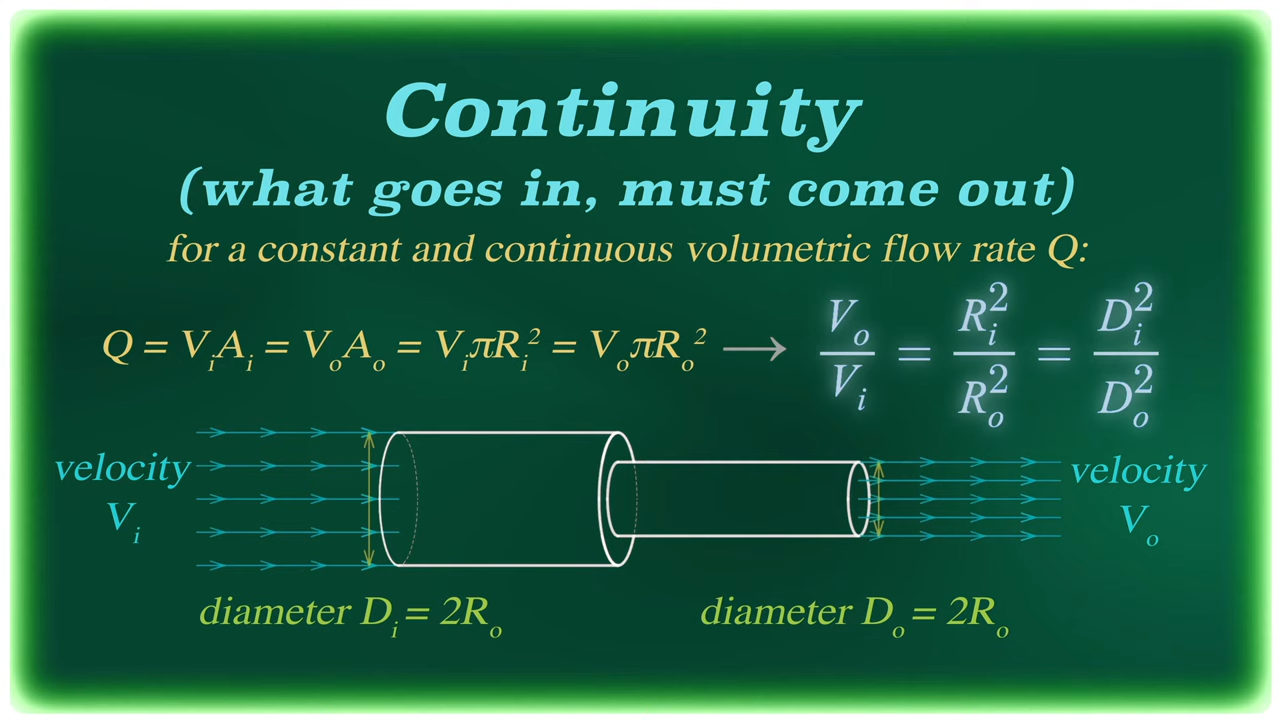 Continuity
(what goes in, must come out)
for a constant and continuous volumetric flow rate Q:
Q = VᵢAᵢ = VₒAₒ = VᵢπRᵢ² = VₒπRₒ² → Vₒ/Vᵢ = Rᵢ²/Rₒ² = Dᵢ²/Dₒ²
velocity
Vᵢ
velocity
Vₒ
diameter Dᵢ = 2Rₒ
diameter Dₒ = 2Rₒ